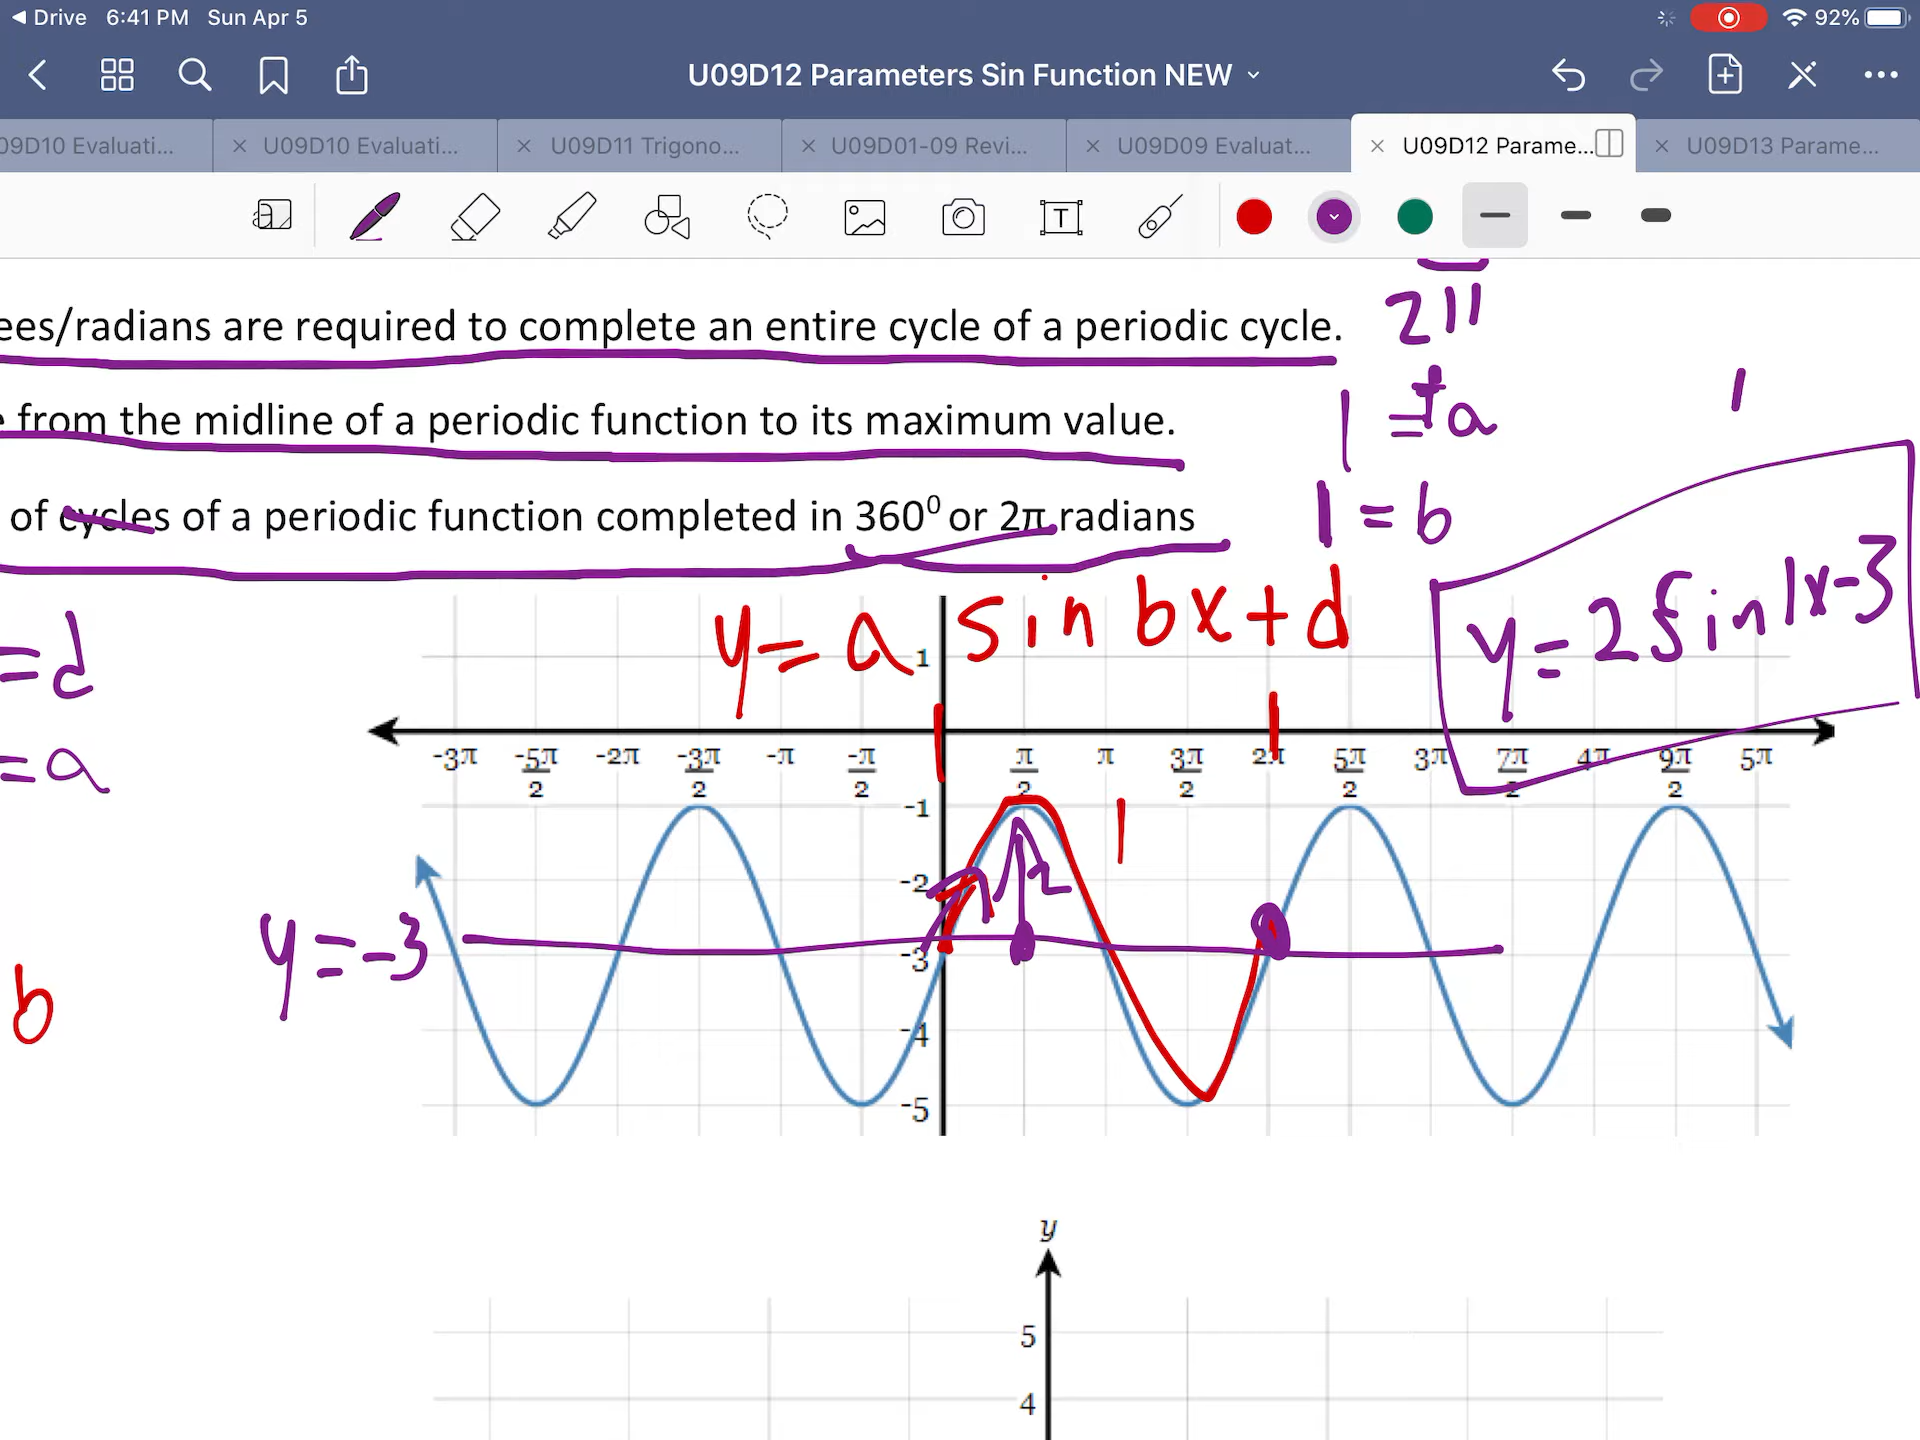 Drive 6:41 PM Sun Apr 5 92%
U09D12 Parameters Sin Function NEW
09D10 Evaluati... U09D10 Evaluati... U09D11 Trigono... U09D01-09 Revi... U09D09 Evaluat... U09D12 Parame... U09D13 Parame...
T
2π
ees/radians are required to complete an entire cycle of a periodic cycle.
from the midline of a periodic function to its maximum value.
1 = +a
1
of cycles of a periodic function completed in 360⁰ or 2π radians
1 = b
= d
y = a sin bx + d
y = 2 sin 1x - 3
= a
1
-3π -5π/2 -2π -3π/2 -π -π/2 π/2 π 3π/2 2π 5π/2 3π 7π/2 4π 9π/2 5π
-1
1
-2
2
y = -3
-3
b
-4
-5
y
5
4